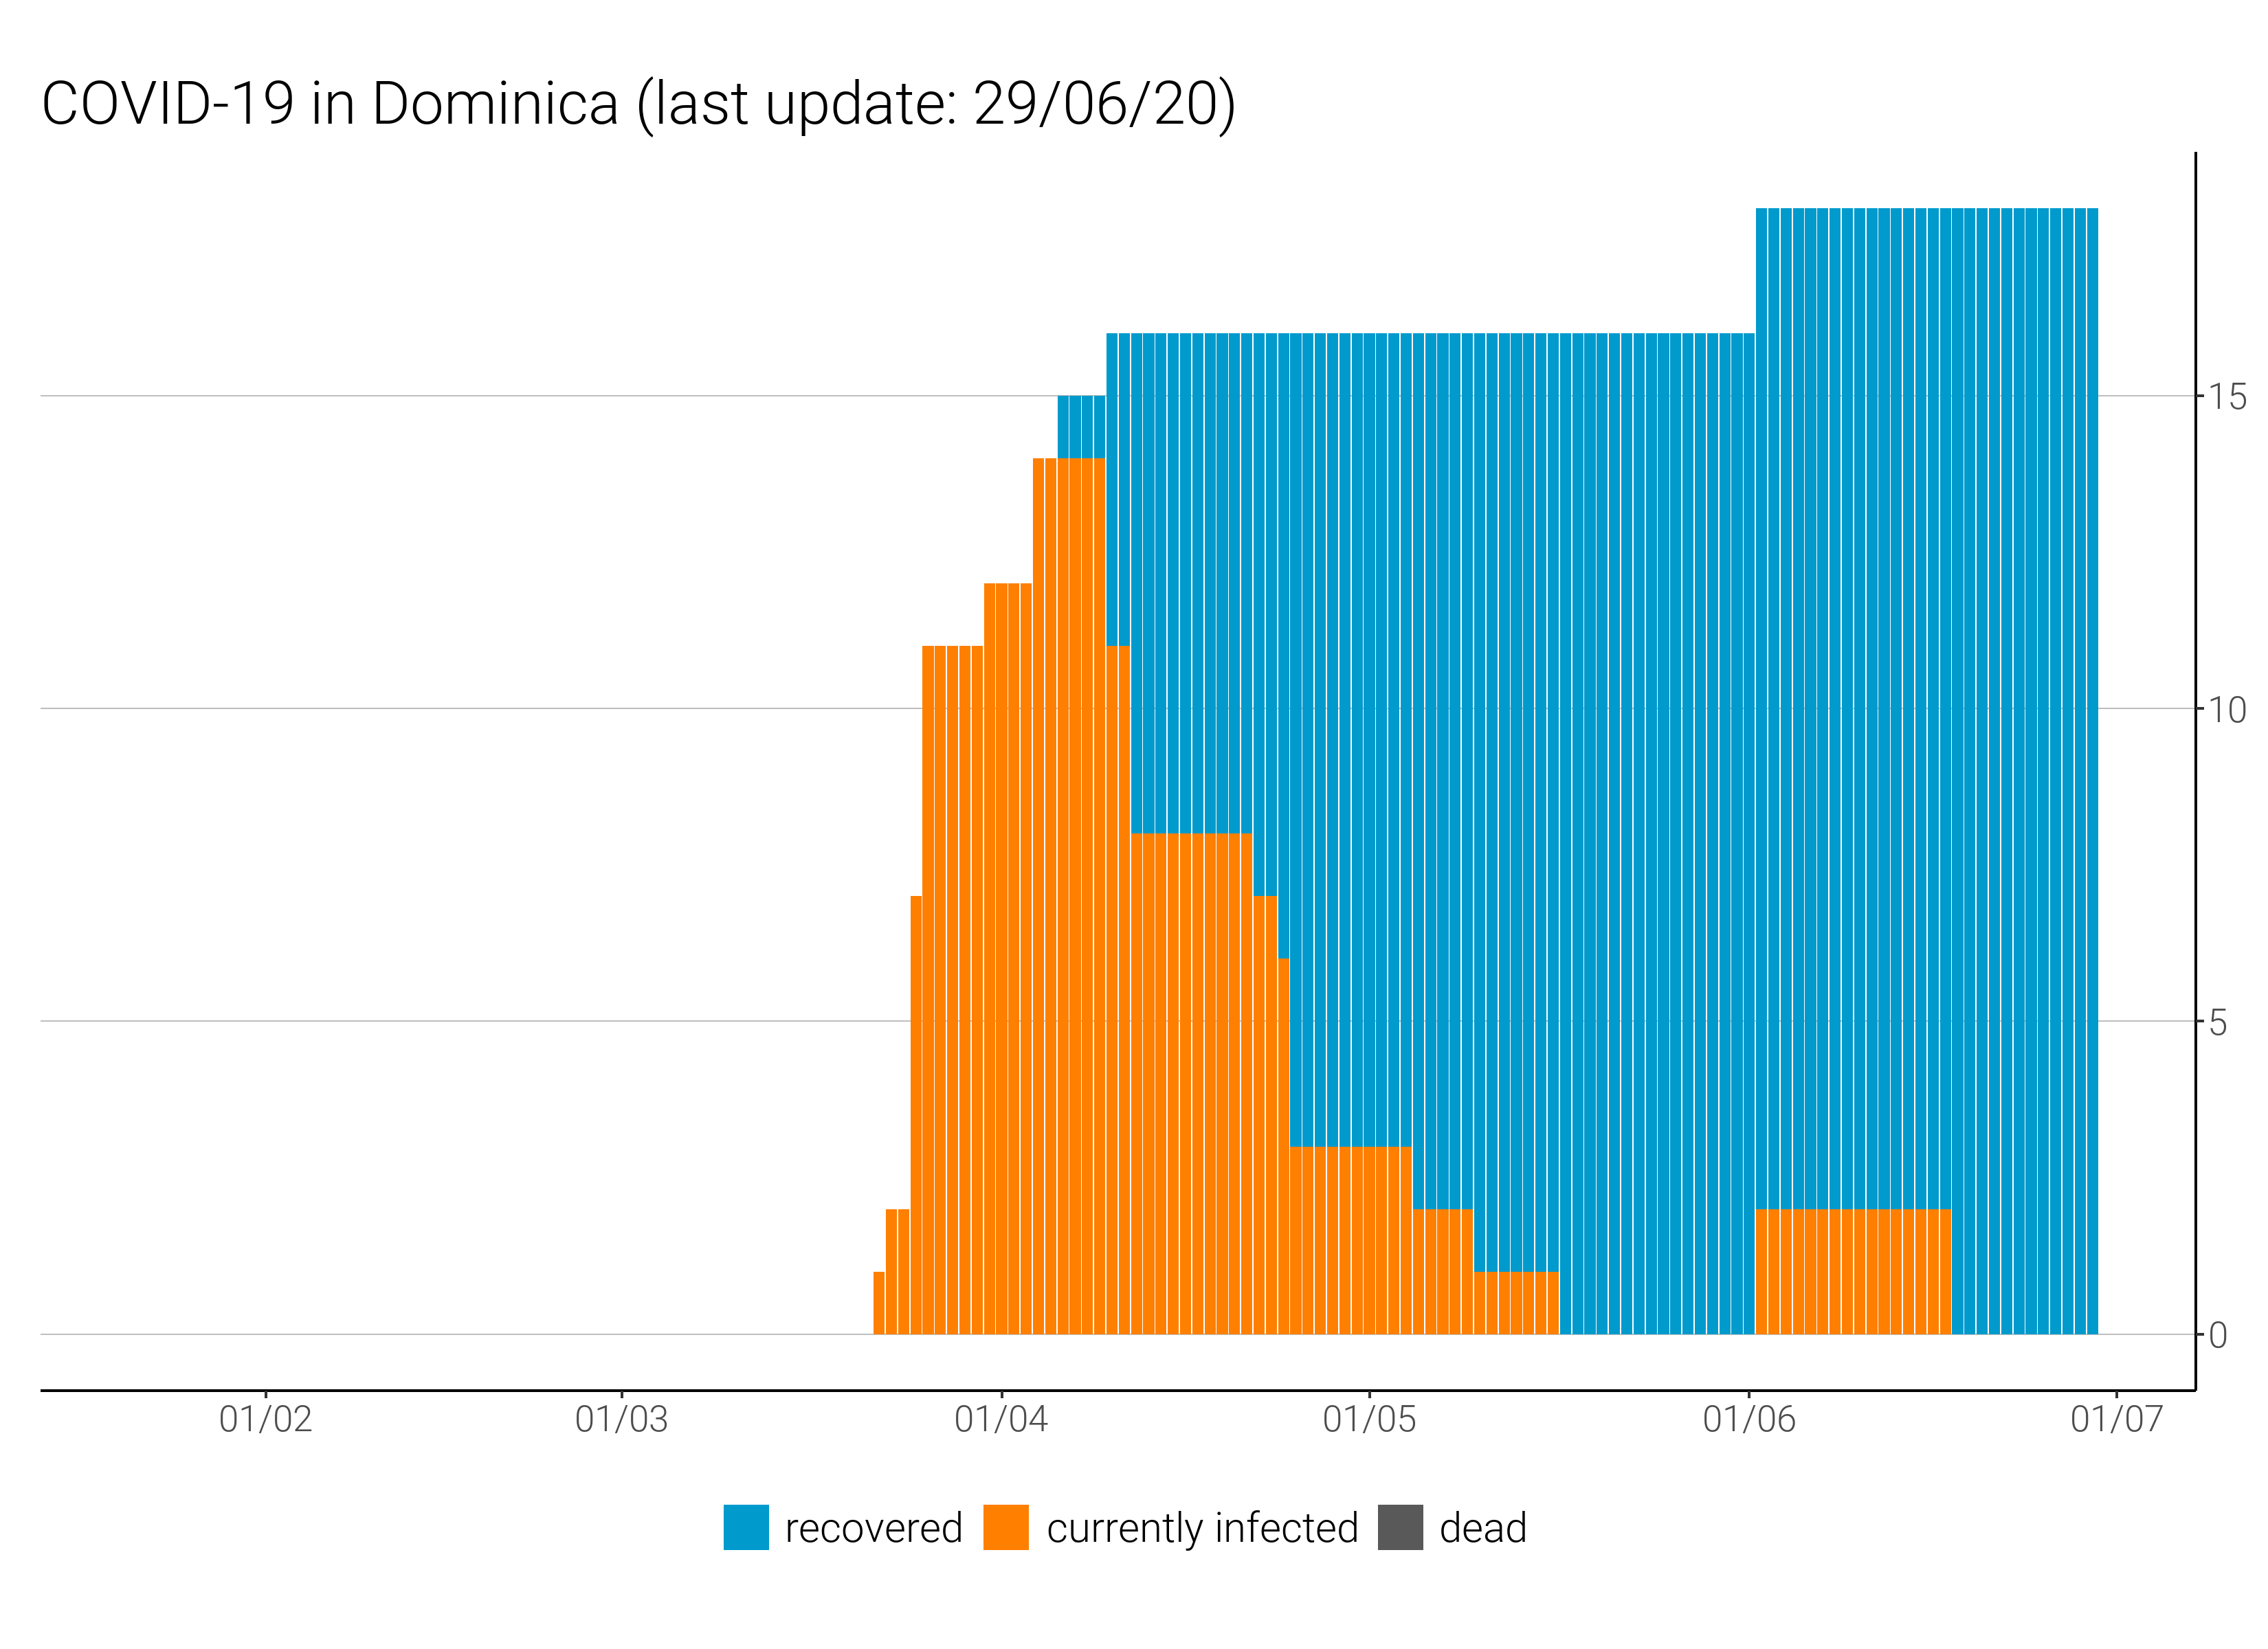 COVID-19 in Dominica (last update: 29/06/20)
15
10
5
0
01/02 01/03 01/04 01/05 01/06 01/07
recovered currently infected dead